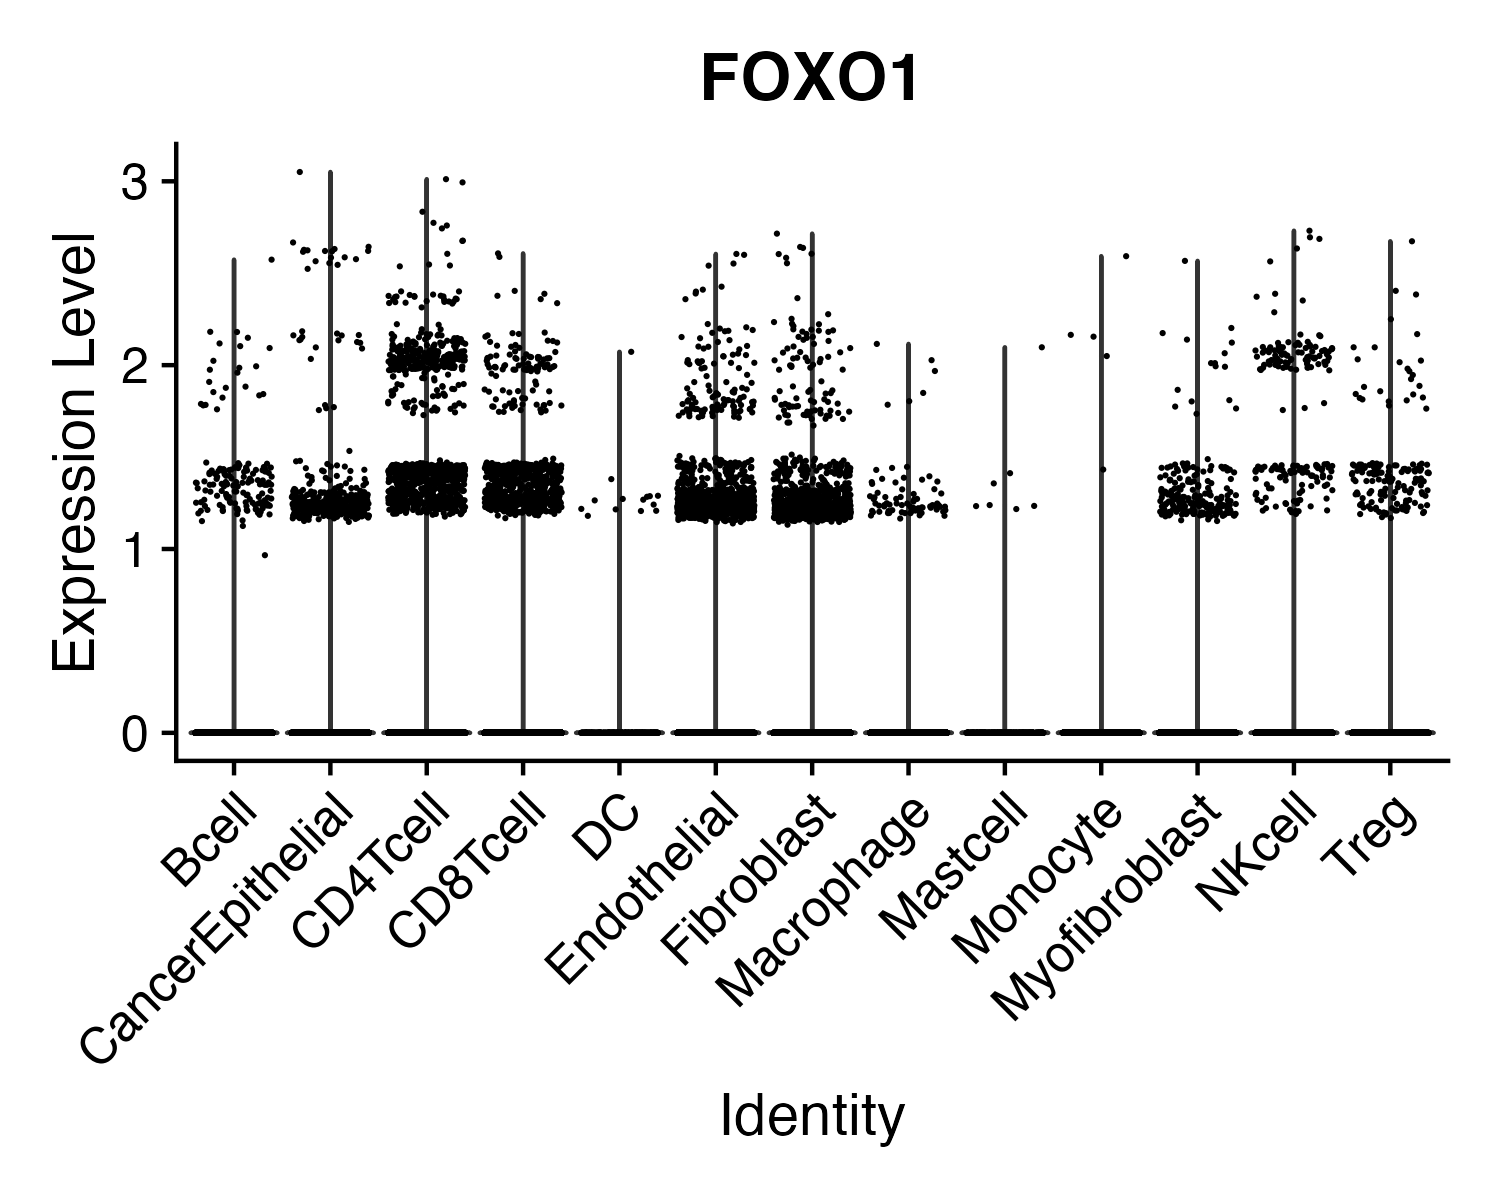 FOXO1
Expression Level
3
2
1
0
Bcell
CancerEpithelial
CD4Tcell
CD8Tcell
DC
Endothelial
Fibroblast
Macrophage
Mastcell
Monocyte
Myofibroblast
NKcell
Treg
Identity